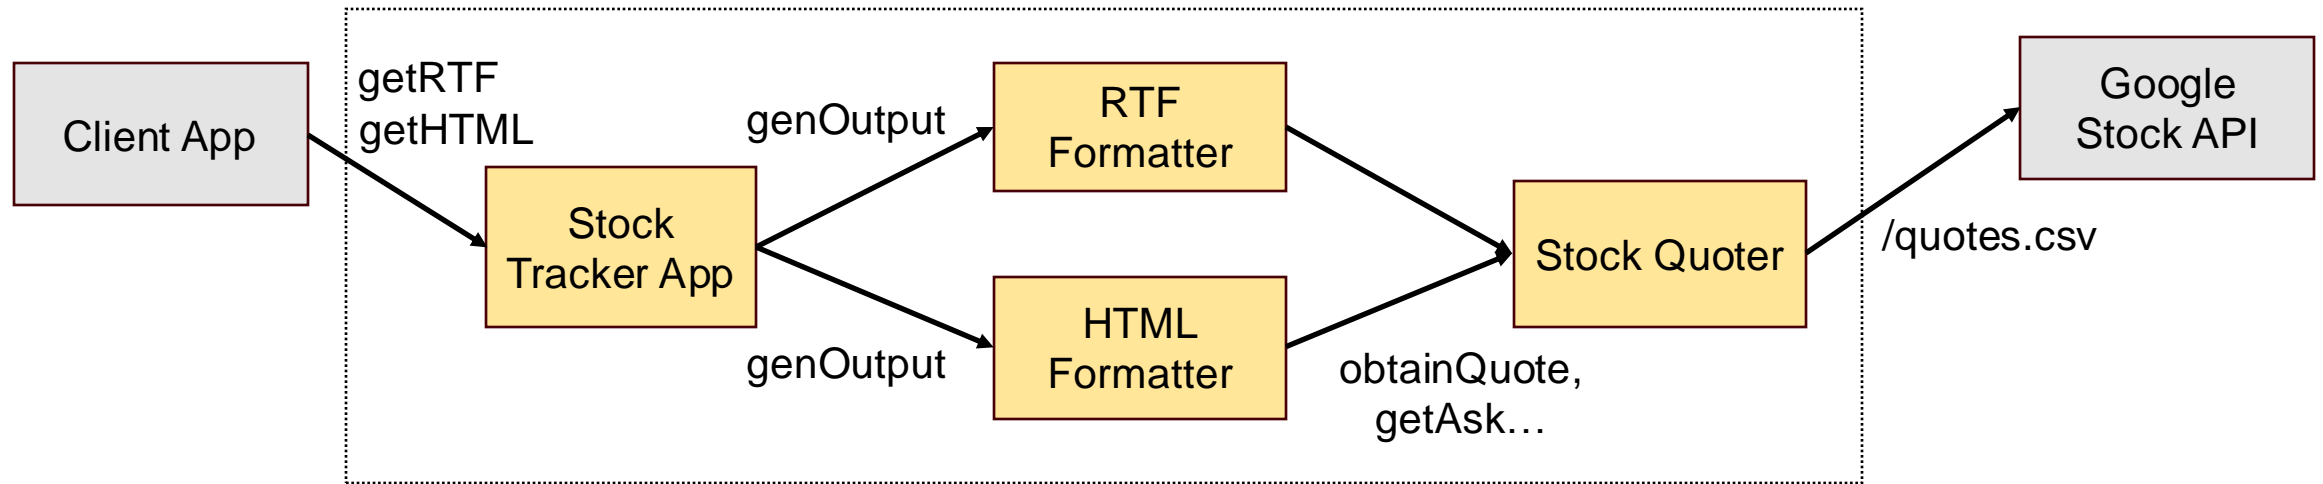 Client App
getRTF
getHTML
Stock
Tracker App
genOutput
genOutput
RTF
Formatter
HTML
Formatter
obtainQuote,
getAsk…
Stock Quoter
/quotes.csv
Google
Stock API